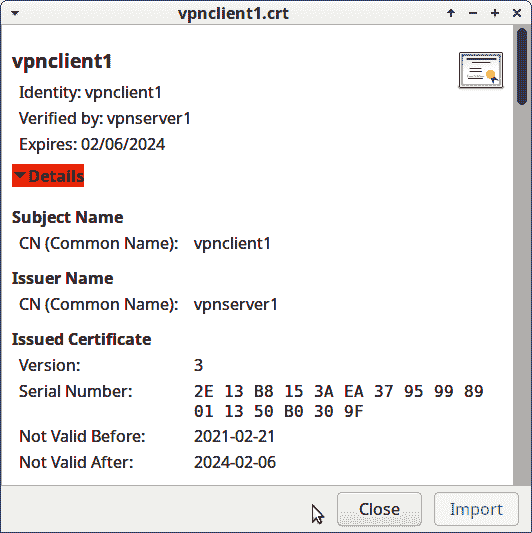 vpnclient1.crt
vpnclient1
Identity: vpnclient1
Verified by: vpnserver1
Expires: 02/06/2024
Details
Subject Name
CN (Common Name): vpnclient1
Issuer Name
CN (Common Name): vpnserver1
Issued Certificate
Version: 3
Serial Number: 2E 13 B8 15 3A EA 37 95 99 89
01 13 50 B0 30 9F
Not Valid Before: 2021-02-21
Not Valid After: 2024-02-06
Close Import